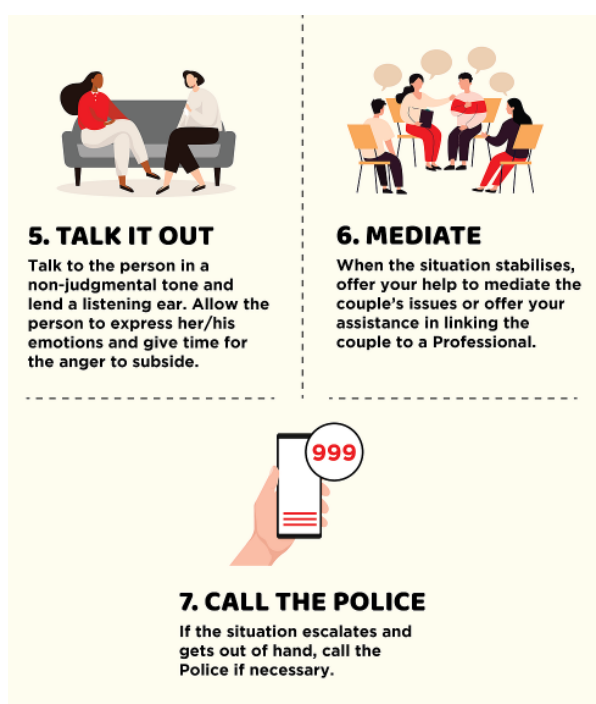 5. TALK IT OUT
Talk to the person in a
non-judgmental tone and
lend a listening ear. Allow the
person to express her/his
emotions and give time for
the anger to subside.
6. MEDIATE
When the situation stabilises,
offer your help to mediate the
couple's issues or offer your
assistance in linking the
couple to a Professional.
999
7. CALL THE POLICE
If the situation escalates and
gets out of hand, call the
Police if necessary.